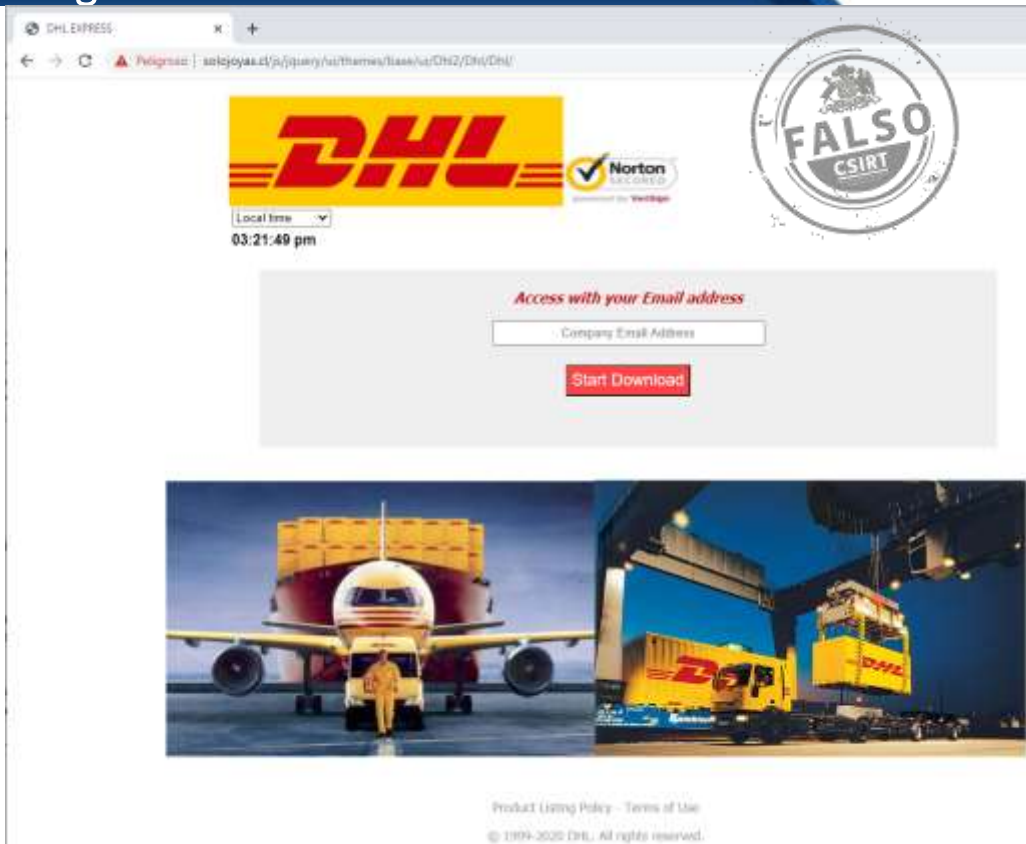 DHL EXPRESS
Peligroso | solojoyas.cl/js/jquery/ui/themes/base/ui/Dhl2/Dhl/Dhl/
FALSO
CSIRT
DHL
Norton
SECURED
powered by VeriSign
Local time
03:21:49 pm
Access with your Email address
Company Email Address
Start Download
DHL
DHL
Product Listing Policy - Terms of Use
© 1999-2020 DHL. All rights reserved.